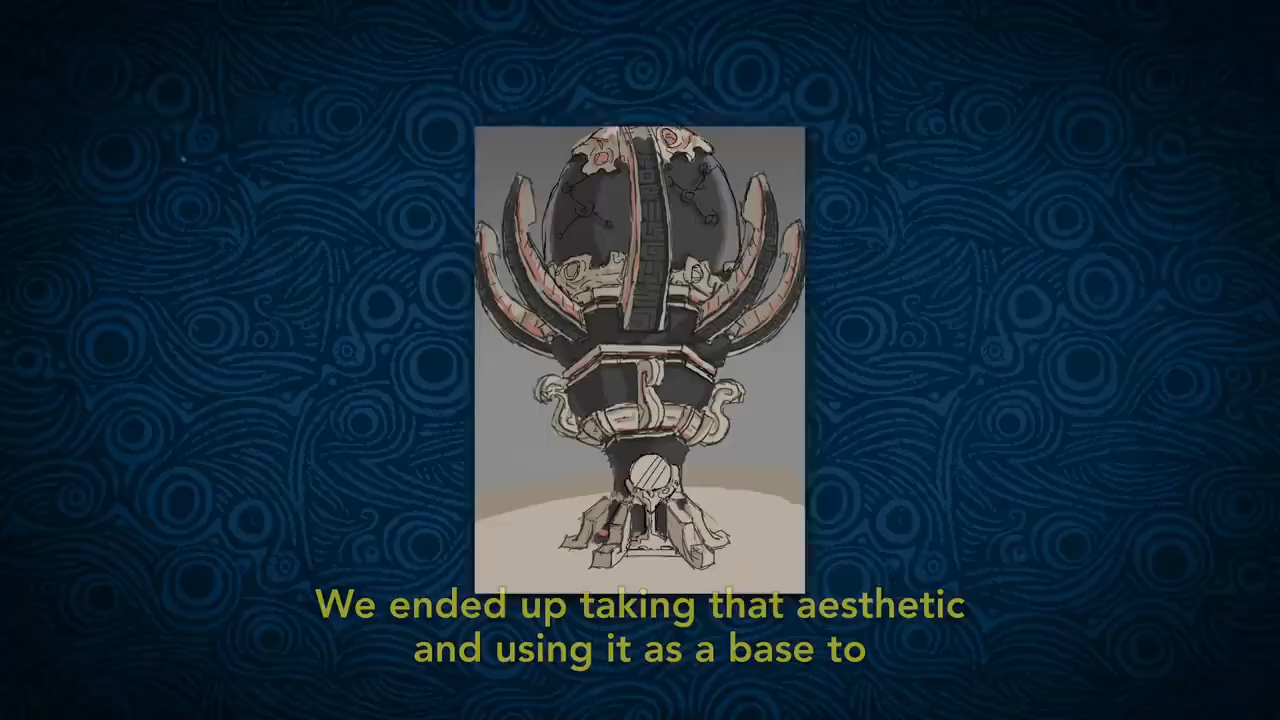 We ended up taking that aesthetic
and using it as a base to